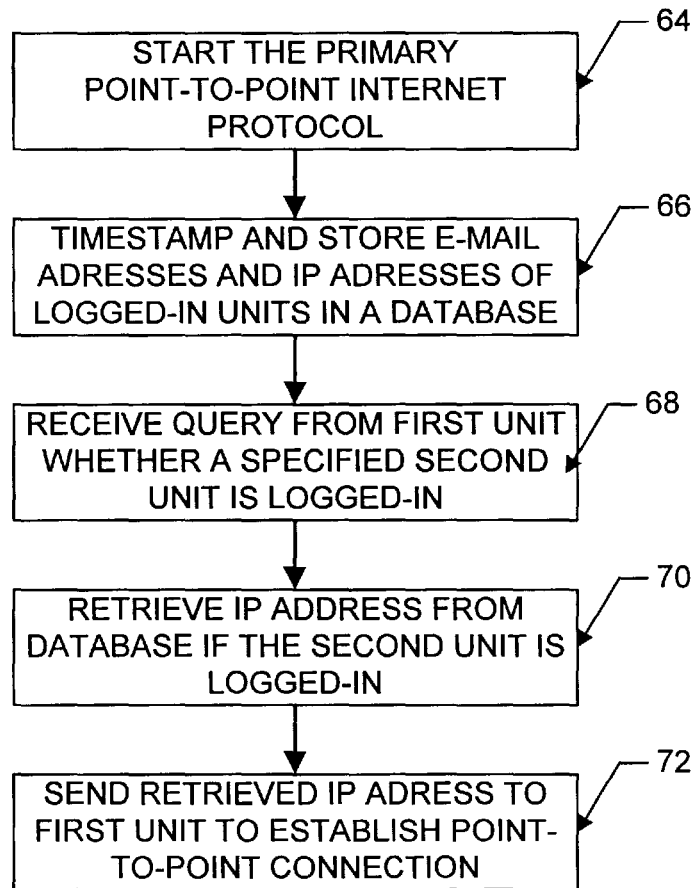 64
START THE PRIMARY
POINT-TO-POINT INTERNET
PROTOCOL
66
TIMESTAMP AND STORE E-MAIL
ADRESSES AND IP ADRESSES OF
LOGGED-IN UNITS IN A DATABASE
68
RECEIVE QUERY FROM FIRST UNIT
WHETHER A SPECIFIED SECOND
UNIT IS LOGGED-IN
70
RETRIEVE IP ADDRESS FROM
DATABASE IF THE SECOND UNIT IS
LOGGED-IN
72
SEND RETRIEVED IP ADRESS TO
FIRST UNIT TO ESTABLISH POINT-
TO-POINT CONNECTION